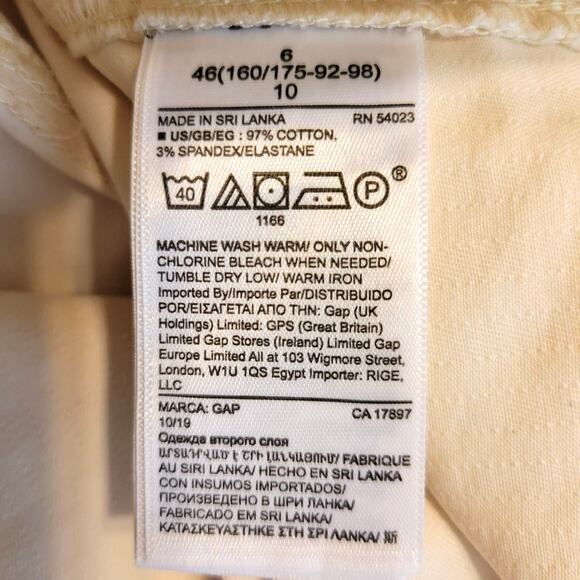 6
46(160/175-92-98)
10
MADE IN SRI LANKA RN 54023
■ US/GB/EG : 97% COTTON,
3% SPANDEX/ELASTANE
40 P ®
1166
MACHINE WASH WARM/ ONLY NON-
CHLORINE BLEACH WHEN NEEDED/
TUMBLE DRY LOW/ WARM IRON
Imported By/Importe Par/DISTRIBUIDO
POR/ΕΙΣΑΓΕΤΑΙ ΑΠΟ ΤΗΝ: Gap (UK
Holdings) Limited: GPS (Great Britain)
Limited Gap Stores (Ireland) Limited Gap
Europe Limited All at 103 Wigmore Street,
London, W1U 1QS Egypt Importer: RIGE,
LLC
MARCA: GAP CA 17897
10/19
Одежда второго слоя
ԱՐՏԱԴՐՎԱԾ Է ՇՐԻ ԼԱՆԿԱՅՈՒՄ/ FABRIQUE
AU SIRI LANKA/ HECHO EN SRI LANKA
CON INSUMOS IMPORTADOS/
ПРОИЗВЕДЕНО В ШРИ ЛАНКА/
FABRICADO EM SRI LANKA/
ΚΑΤΑΣΚΕΥΑΣΤΗΚΕ ΣΤΗ ΣΡΙ ΛΑΝΚΑ/ 斯